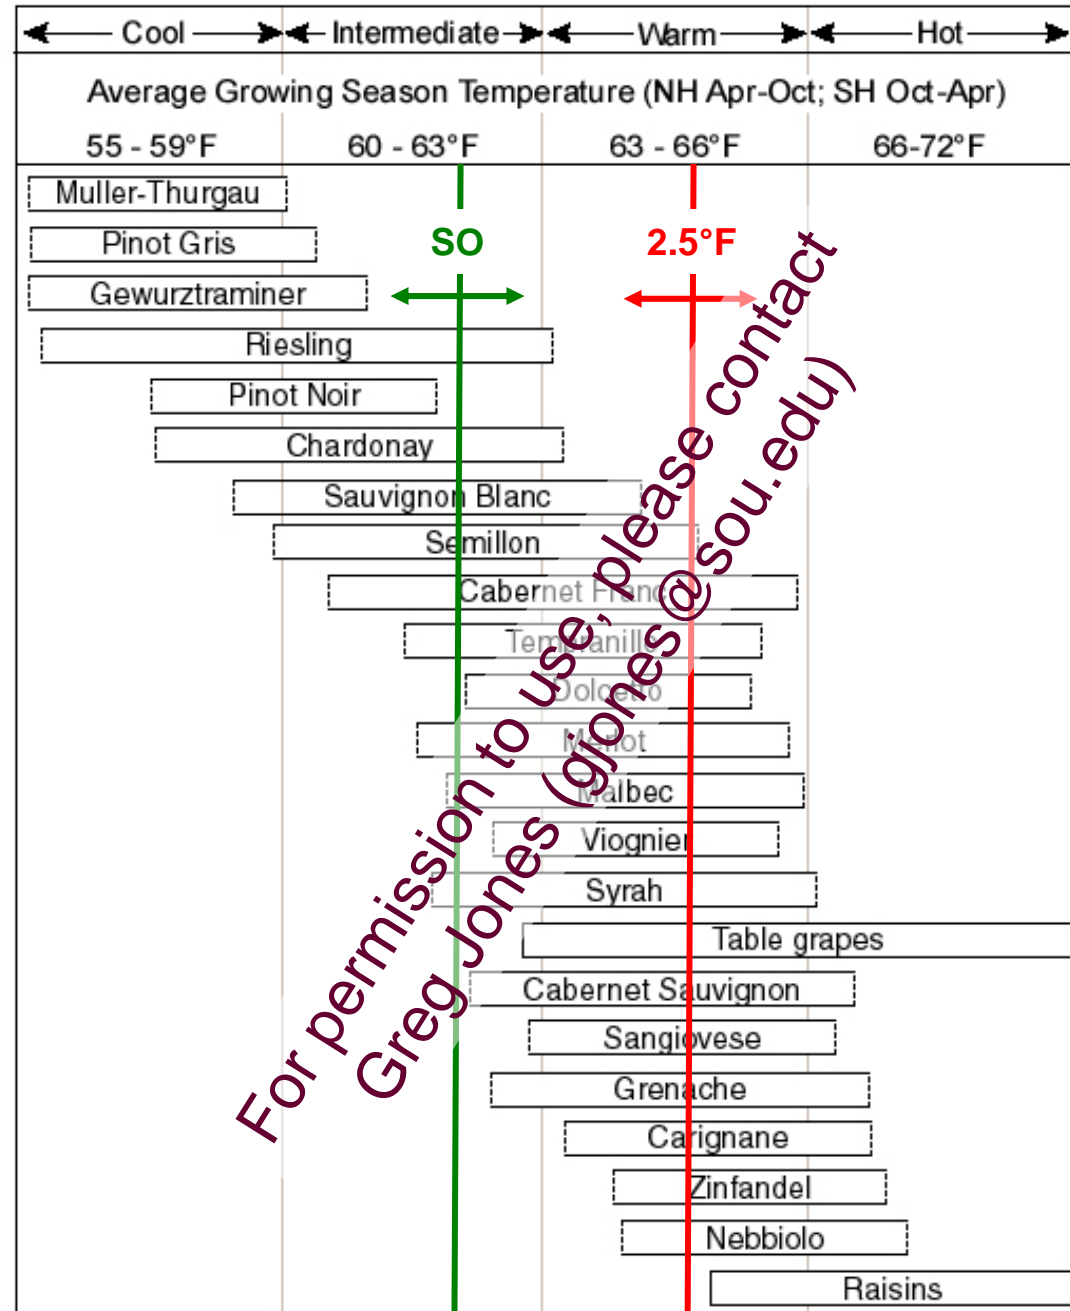 Cool Intermediate Warm Hot
Average Growing Season Temperature (NH Apr-Oct; SH Oct-Apr)
55 - 59°F 60 - 63°F 63 - 66°F 66-72°F
Muller-Thurgau
Pinot Gris
SO
2.5°F
Gewurztraminer
Riesling
Pinot Noir
Chardonay
Sauvignon Blanc
Semillon
Cabernet Franc
Tempranillo
Dolcetto
Merlot
Malbec
Viognier
Syrah
Table grapes
Cabernet Sauvignon
Sangiovese
Grenache
Carignane
Zinfandel
Nebbiolo
Raisins
For permission to use, please contact
Greg Jones (gjones@sou.edu)